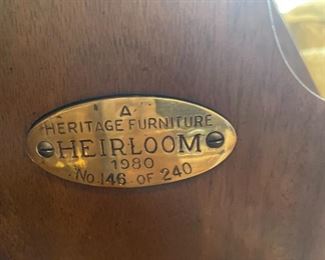 A
HERITAGE FURNITURE
HEIRLOOM
1980
No. 146 OF 240